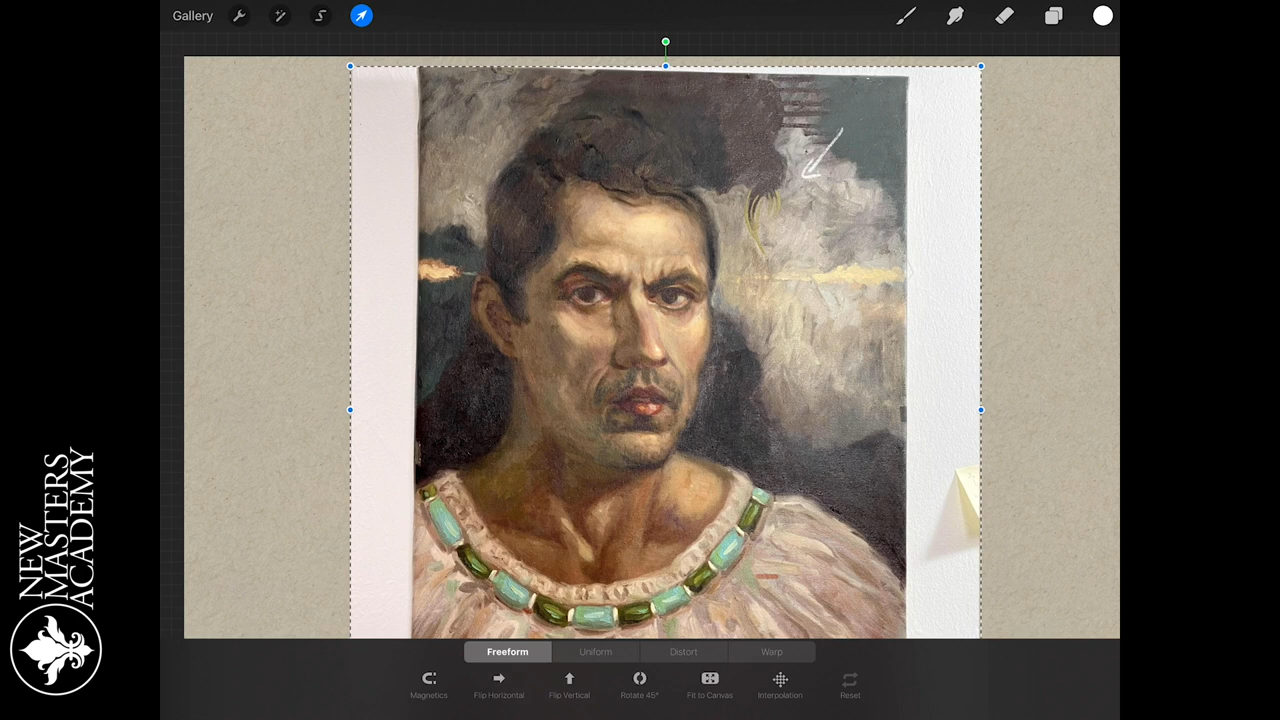 Gallery
Freeform
Uniform
Distort
Warp
Magnetics
Flip Horizontal
Flip Vertical
Rotate 45°
Fit to Canvas
Interpolation
Reset
NEW
MASTERS
ACADEMY